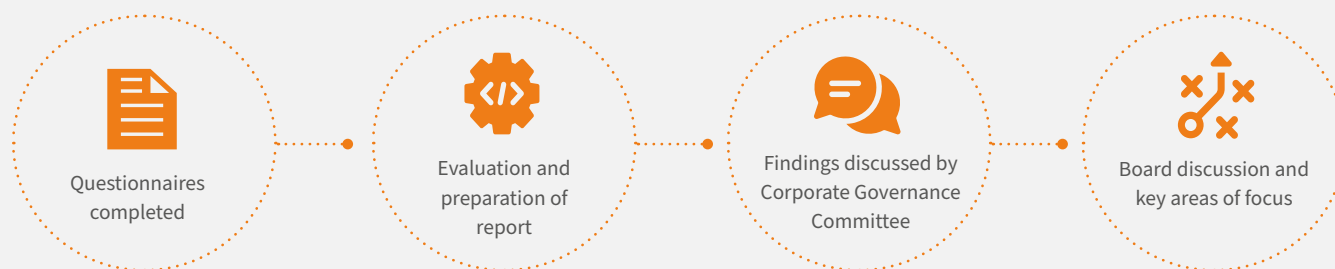 Questionnaires
completed
Evaluation and
preparation of
report
Findings discussed by
Corporate Governance
Committee
Board discussion and
key areas of focus